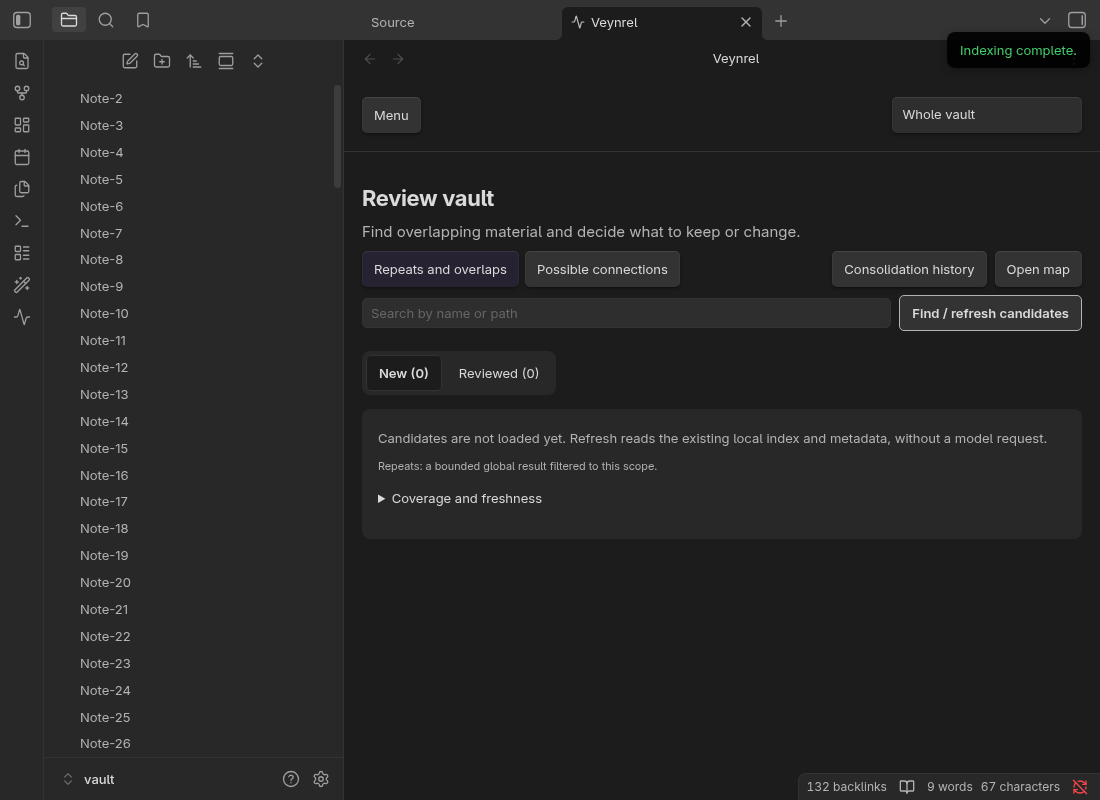 Source
Veynrel
Indexing complete.
Veynrel
Menu
Whole vault
Note-2
Note-3
Note-4
Note-5
Note-6
Note-7
Note-8
Note-9
Note-10
Note-11
Note-12
Note-13
Note-14
Note-15
Note-16
Note-17
Note-18
Note-19
Note-20
Note-21
Note-22
Note-23
Note-24
Note-25
Note-26
vault
Review vault
Find overlapping material and decide what to keep or change.
Repeats and overlaps
Possible connections
Consolidation history
Open map
Search by name or path
Find / refresh candidates
New (0)
Reviewed (0)
Candidates are not loaded yet. Refresh reads the existing local index and metadata, without a model request.
Repeats: a bounded global result filtered to this scope.
Coverage and freshness
132 backlinks
9 words
67 characters